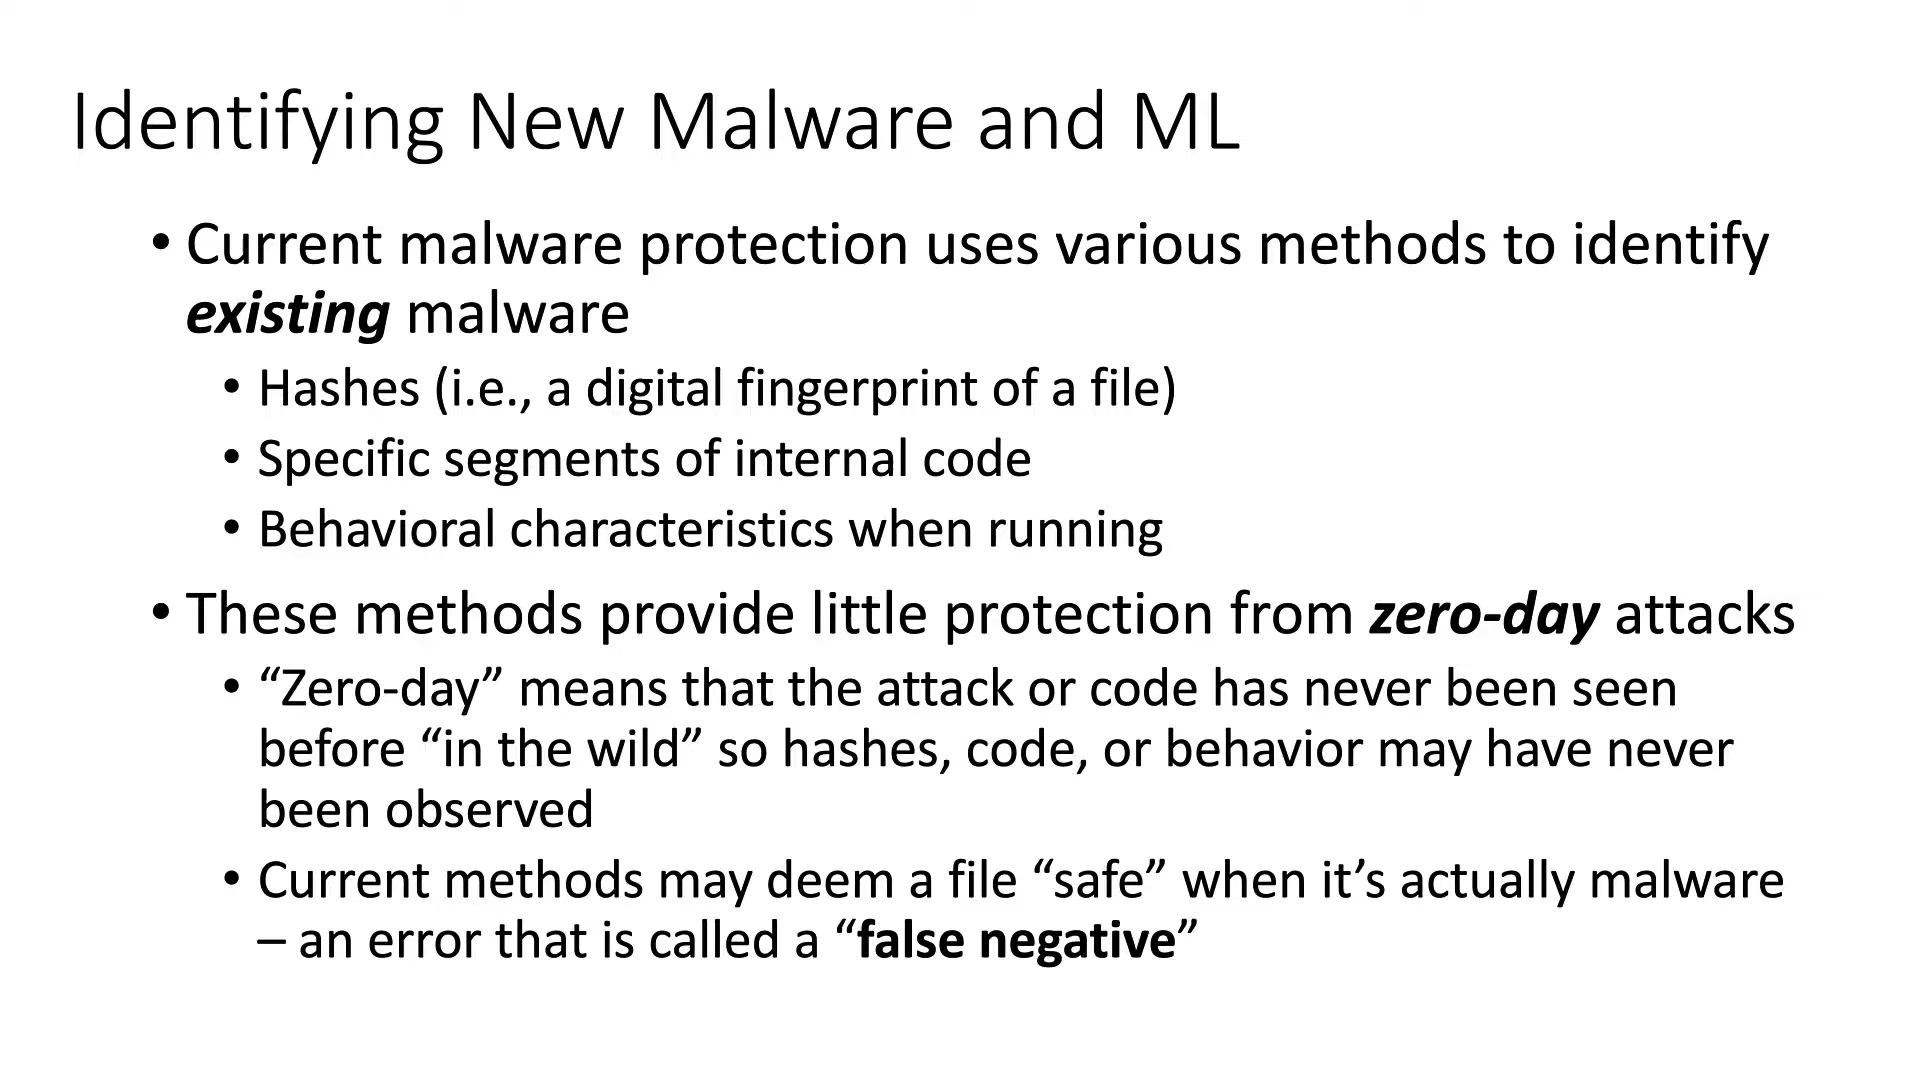 Identifying New Malware and ML
• Current malware protection uses various methods to identify
existing malware
• Hashes (i.e., a digital fingerprint of a file)
• Specific segments of internal code
• Behavioral characteristics when running
• These methods provide little protection from zero-day attacks
• “Zero-day” means that the attack or code has never been seen
before “in the wild” so hashes, code, or behavior may have never
been observed
• Current methods may deem a file “safe” when it’s actually malware
– an error that is called a “false negative”